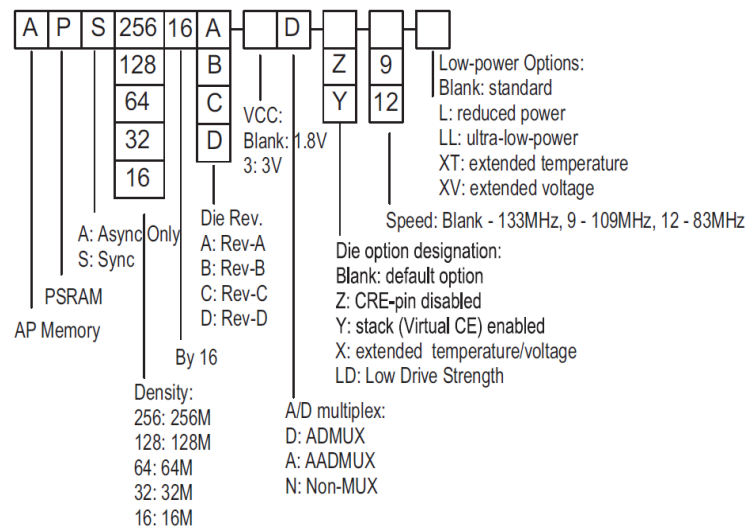 A P S 256 16 A - D - - -
128 B Z 9
64 C Y 12
32 D
16
Low-power Options:
Blank: standard
L: reduced power
LL: ultra-low-power
XT: extended temperature
XV: extended voltage
VCC:
Blank: 1.8V
3: 3V
Speed: Blank - 133MHz, 9 - 109MHz, 12 - 83MHz
A: Async Only
S: Sync
Die Rev.
A: Rev-A
B: Rev-B
C: Rev-C
D: Rev-D
Die option designation:
Blank: default option
Z: CRE-pin disabled
Y: stack (Virtual CE) enabled
X: extended temperature/voltage
LD: Low Drive Strength
PSRAM
AP Memory
By 16
Density:
256: 256M
128: 128M
64: 64M
32: 32M
16: 16M
A/D multiplex:
D: ADMUX
A: AADMUX
N: Non-MUX